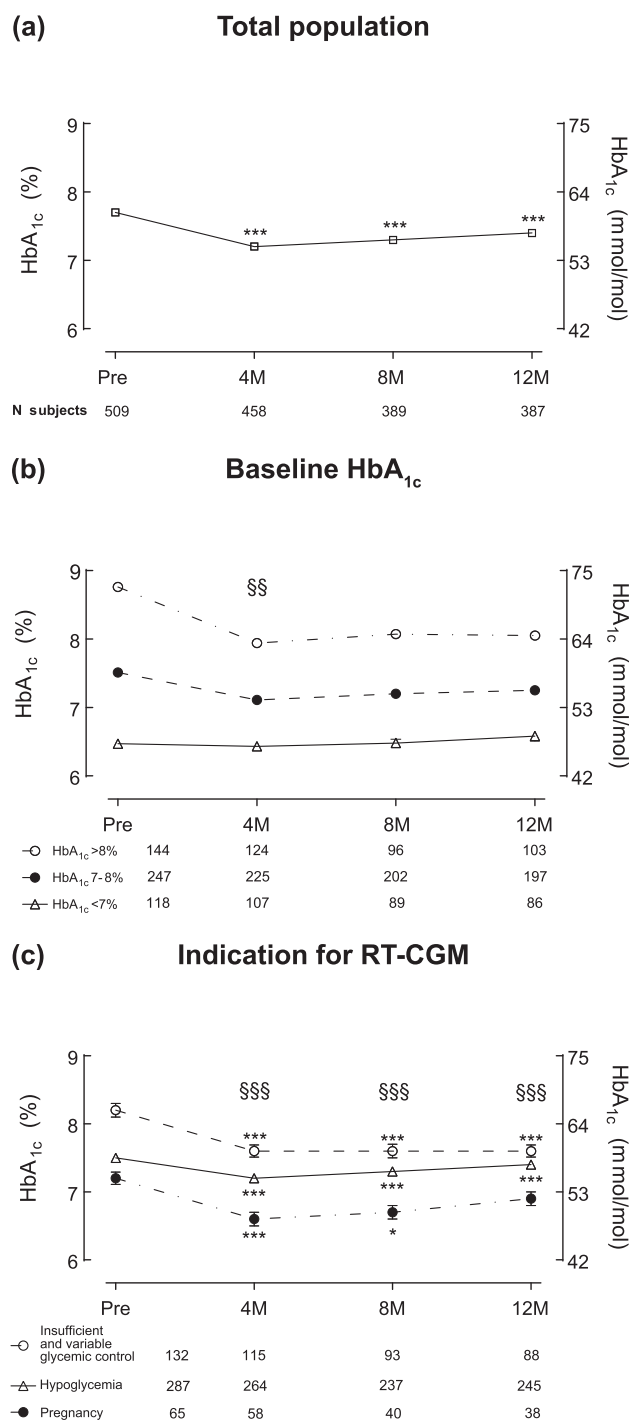 (a) Total population
HbA1c (%)
9
8
7
6
***
***
***
75
64
53
42
HbA1c (mmol/mol)
Pre 4M 8M 12M
N subjects 509 458 389 387
(b) Baseline HbA1c
HbA1c (%)
9
8
7
6
§§
75
64
53
42
HbA1c (mmol/mol)
Pre 4M 8M 12M
HbA1c >8% 144 124 96 103
HbA1c 7-8% 247 225 202 197
HbA1c <7% 118 107 89 86
(c) Indication for RT-CGM
HbA1c (%)
9
8
7
6
§§§ §§§ §§§
*** *** ***
*** *** ***
*** *
75
64
53
42
HbA1c (mmol/mol)
Pre 4M 8M 12M
Insufficient
and variable
glycemic control 132 115 93 88
Hypoglycemia 287 264 237 245
Pregnancy 65 58 40 38